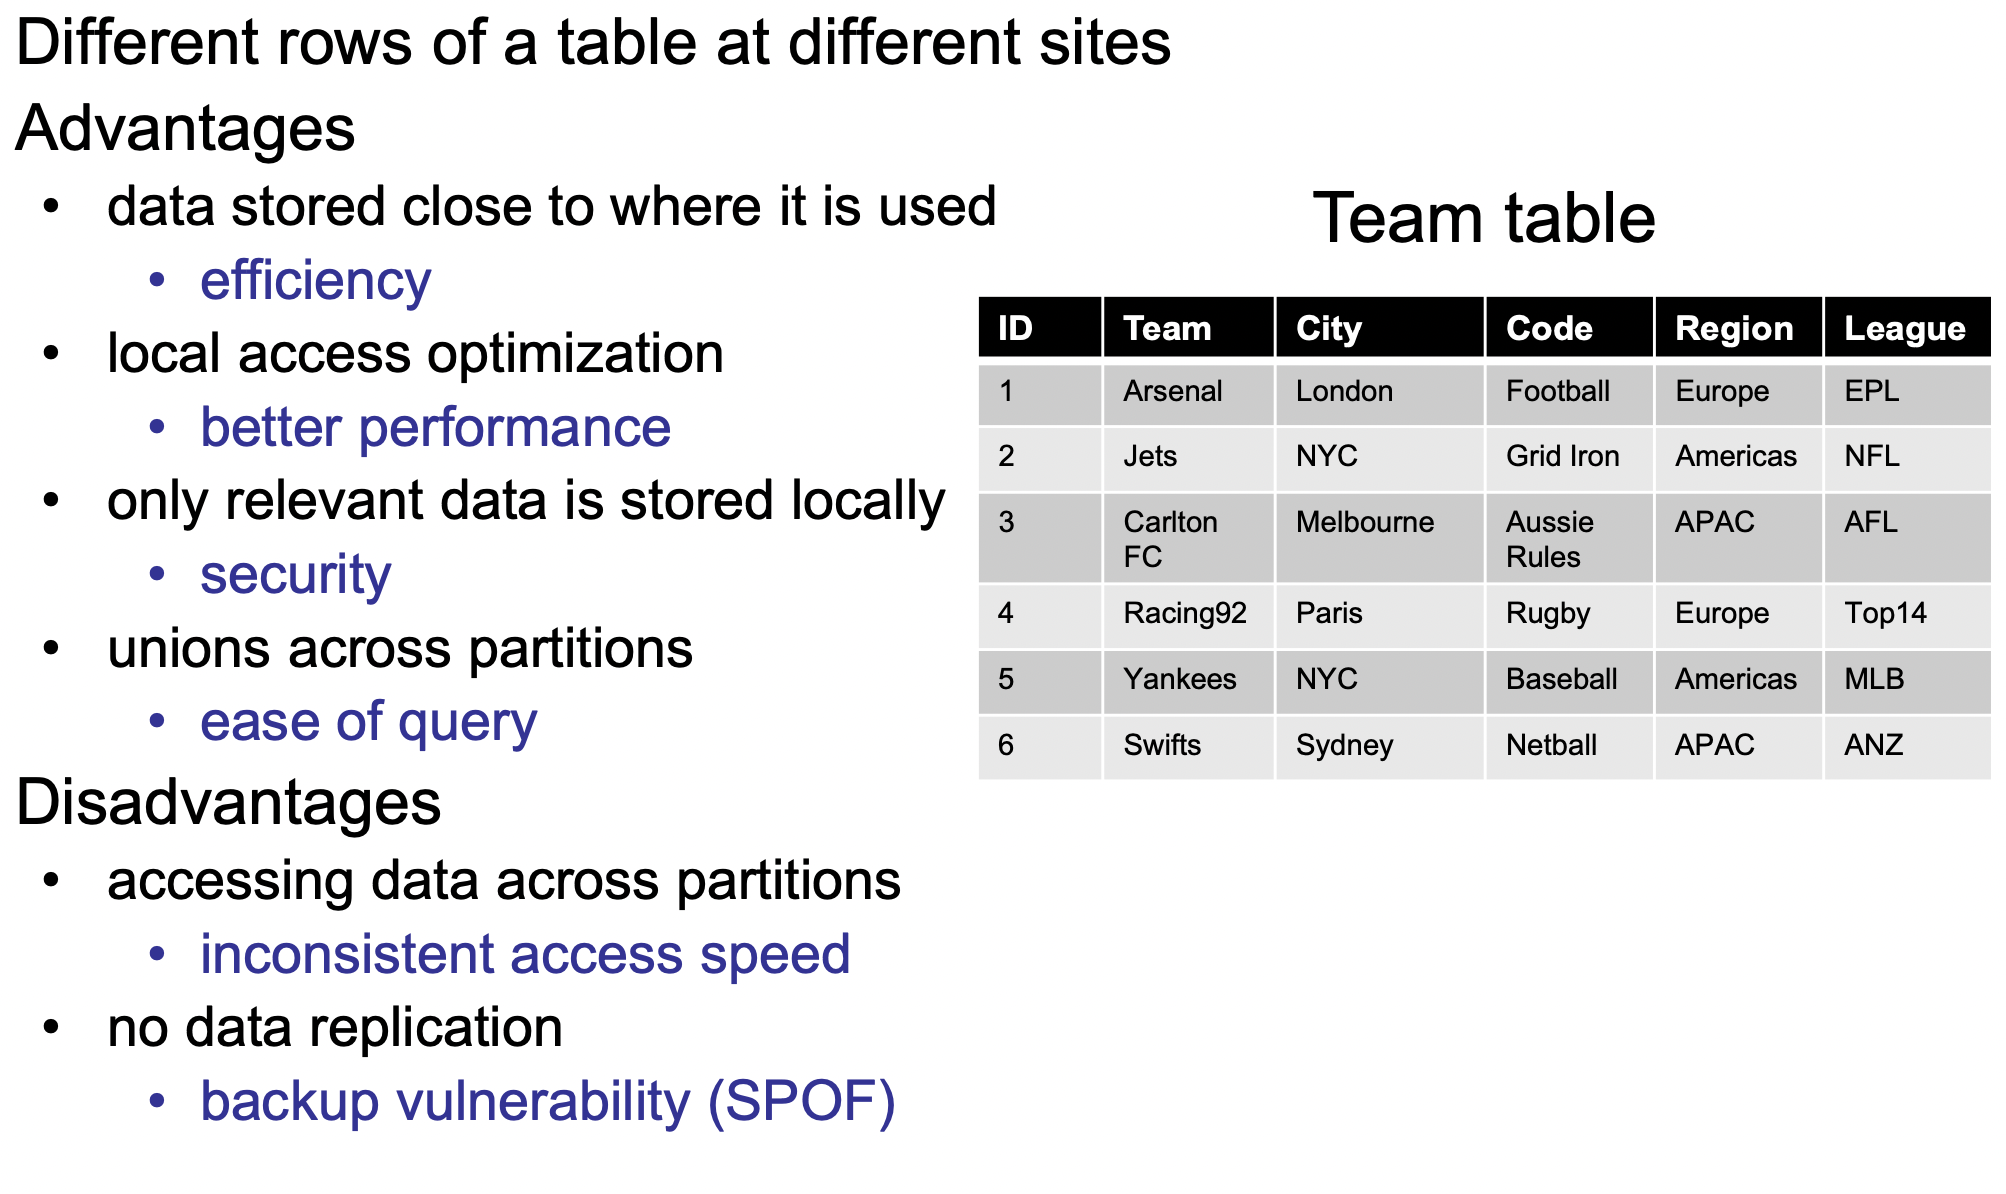 Different rows of a table at different sites
Advantages
• data stored close to where it is used
• efficiency
• local access optimization
• better performance
• only relevant data is stored locally
• security
• unions across partitions
• ease of query
Disadvantages
• accessing data across partitions
• inconsistent access speed
• no data replication
• backup vulnerability (SPOF)
Team table
ID Team City Code Region League
1 Arsenal London Football Europe EPL
2 Jets NYC Grid Iron Americas NFL
3 Carlton FC Melbourne Aussie Rules APAC AFL
4 Racing92 Paris Rugby Europe Top14
5 Yankees NYC Baseball Americas MLB
6 Swifts Sydney Netball APAC ANZ